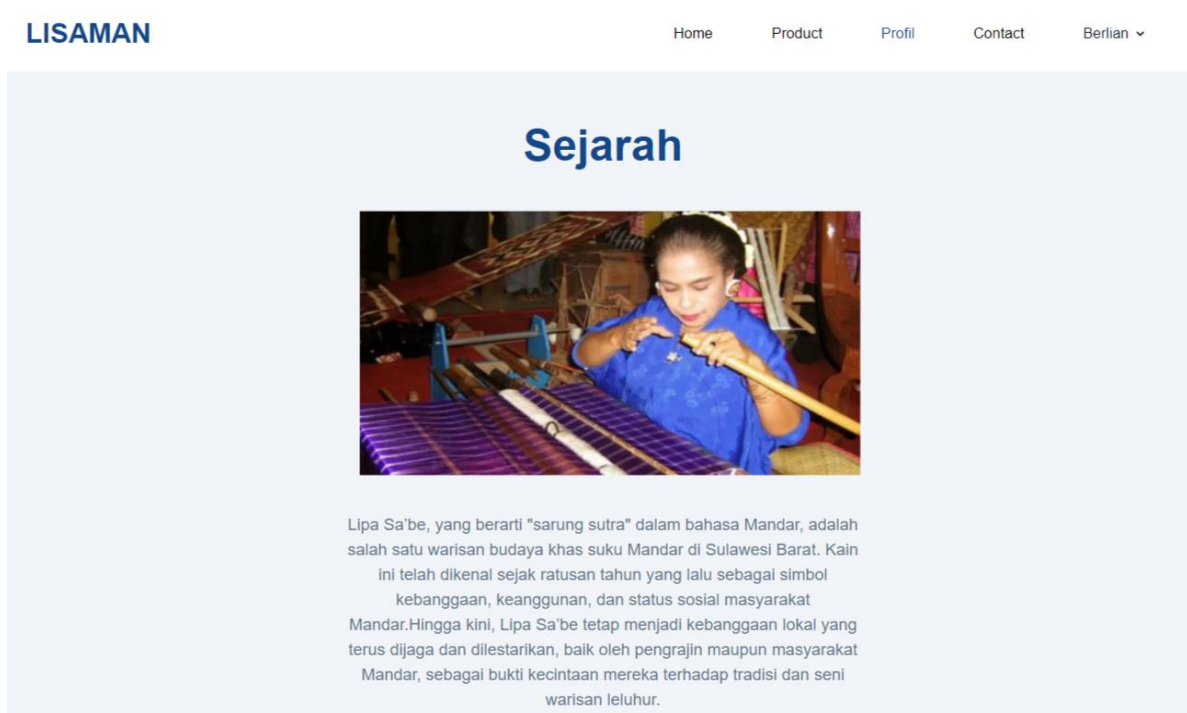 LISAMAN
Home Product Profil Contact Berlian
Sejarah
Lipa Sa’be, yang berarti "sarung sutra" dalam bahasa Mandar, adalah
salah satu warisan budaya khas suku Mandar di Sulawesi Barat. Kain
ini telah dikenal sejak ratusan tahun yang lalu sebagai simbol
kebanggaan, keanggunan, dan status sosial masyarakat
Mandar.Hingga kini, Lipa Sa’be tetap menjadi kebanggaan lokal yang
terus dijaga dan dilestarikan, baik oleh pengrajin maupun masyarakat
Mandar, sebagai bukti kecintaan mereka terhadap tradisi dan seni
warisan leluhur.